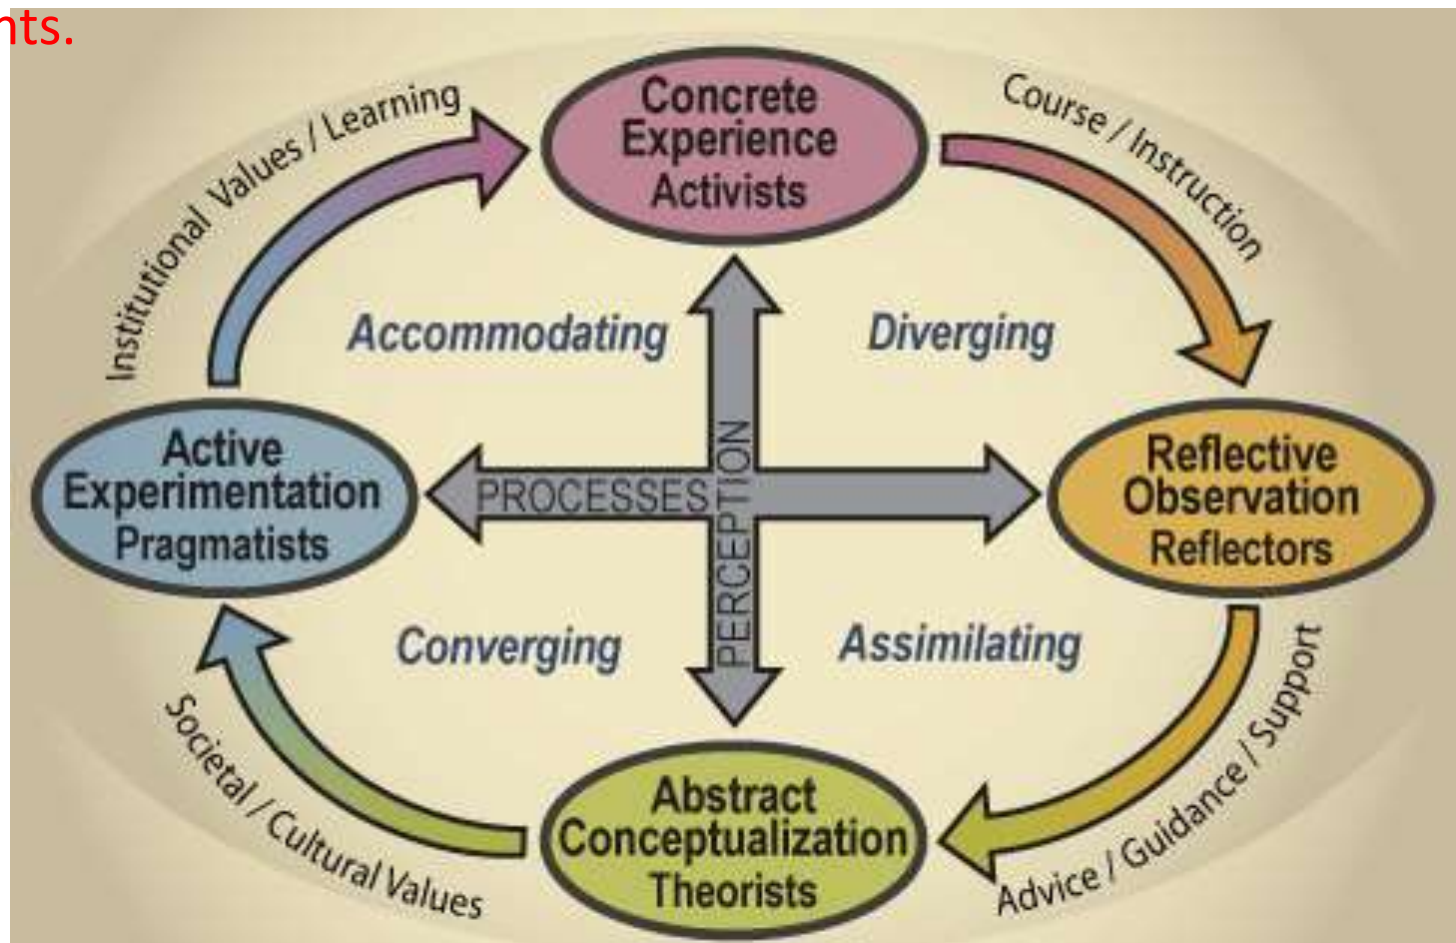 nts.
Concrete
Experience
Activists
Institutional Values / Learning
Course / Instruction
Accommodating
Diverging
Active
Experimentation
Pragmatists
PROCESSES
PERCEPTION
Reflective
Observation
Reflectors
Converging
Assimilating
Societal / Cultural Values
Abstract
Conceptualization
Theorists
Advice / Guidance / Support